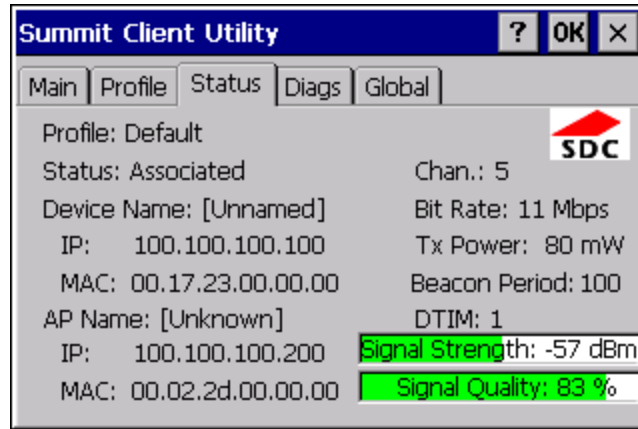 Summit Client Utility ? OK ×
Main Profile Status Diags Global
Profile: Default
SDC
Status: Associated Chan.: 5
Device Name: [Unnamed] Bit Rate: 11 Mbps
IP: 100.100.100.100 Tx Power: 80 mW
MAC: 00.17.23.00.00.00 Beacon Period: 100
AP Name: [Unknown] DTIM: 1
IP: 100.100.100.200 Signal Strength: -57 dBm
MAC: 00.02.2d.00.00.00 Signal Quality: 83 %